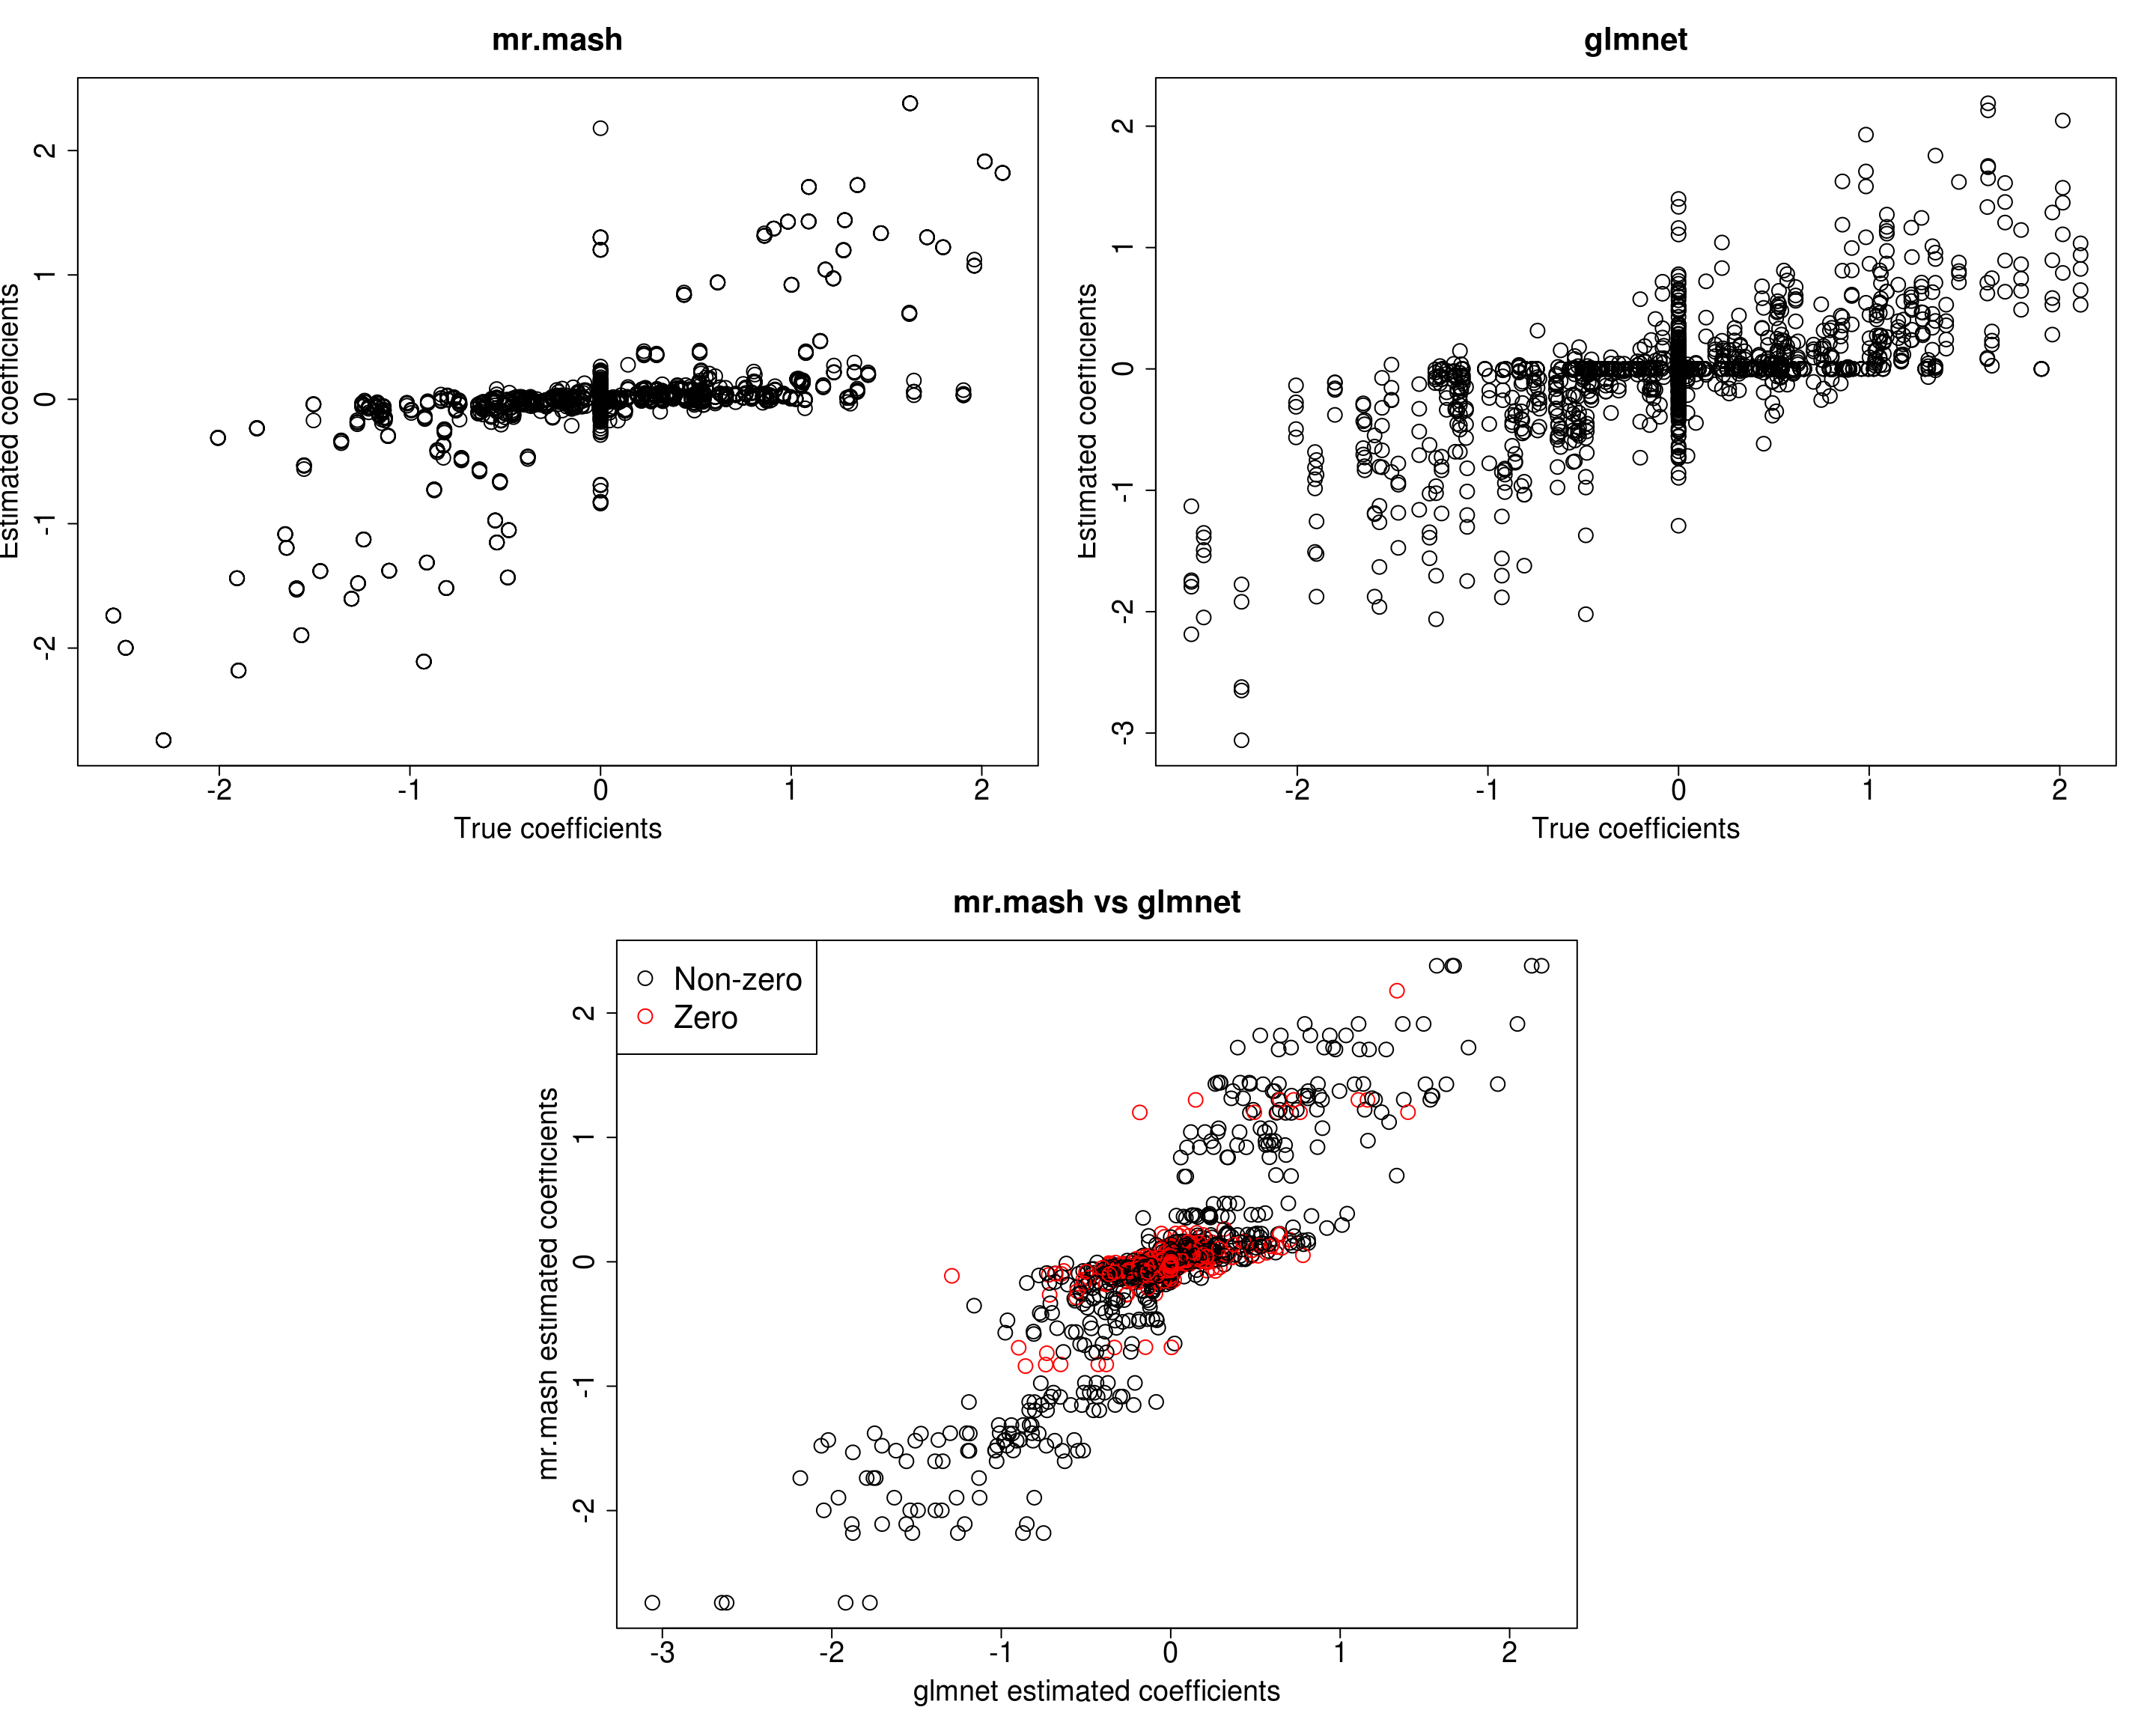 mr.mash
Estimated coefficients
2
1
0
-1
-2
-2
-1
0
1
2
True coefficients
glmnet
Estimated coefficients
2
1
0
-1
-2
-3
-2
-1
0
1
2
True coefficients
mr.mash vs glmnet
Non-zero
Zero
mr.mash estimated coefficients
2
1
0
-1
-2
-3
-2
-1
0
1
2
glmnet estimated coefficients